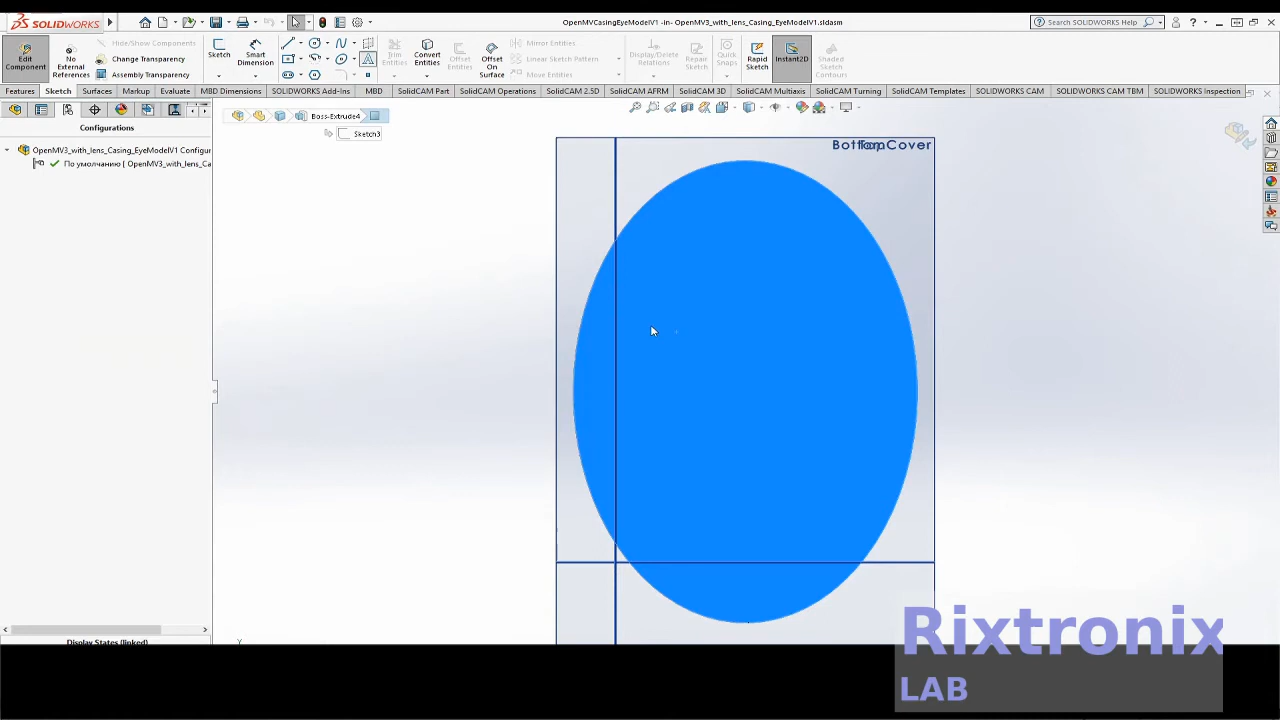 SOLIDWORKS
OpenMVCasingEyeModelV1 -in- OpenMV3_with_lens_Casing_EyeModelV1.sldasm
Search SOLIDWORKS Help
Edit Component
No External References
Hide/Show Components
Change Transparency
Assembly Transparency
Sketch
Smart Dimension
Trim Entities
Convert Entities
Offset Entities
Offset On Surface
Mirror Entities
Linear Sketch Pattern
Move Entities
Display/Delete Relations
Repair Sketch
Quick Snaps
Rapid Sketch
Instant2D
Shaded Sketch Contours
Features Sketch Markup Evaluate MBD Dimensions SOLIDWORKS Add-Ins MBD SolidCAM Part SolidCAM Operations SolidCAM 2.5D SolidCAM AFRM SolidCAM 3D SolidCAM Multiaxis SolidCAM Turning SolidCAM Templates SOLIDWORKS CAM SOLIDWORKS CAM TBM SOLIDWORKS Inspection
Configurations
OpenMV3_with_lens_Casing_EyeModelV1 Configur
По умолчанию [ OpenMV3_with_lens_Casing_EyeModelV1
Boss-Extrude4
Sketch3
Cover
Display States (linked)
Y
Rixtronix
LAB